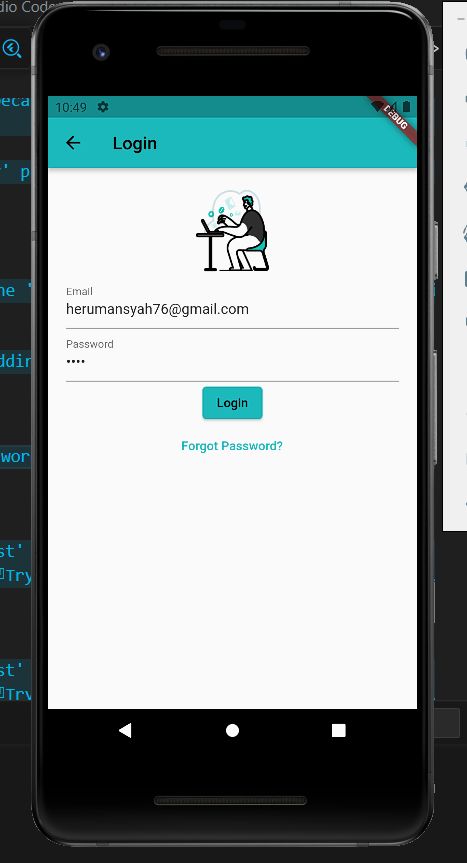 10:49
DEBUG
Login
Email
herumansyah76@gmail.com
Password
••••
Login
Forgot Password?
dio Code
' p
ne '
ddin
wor
st'
Try
st'
Try